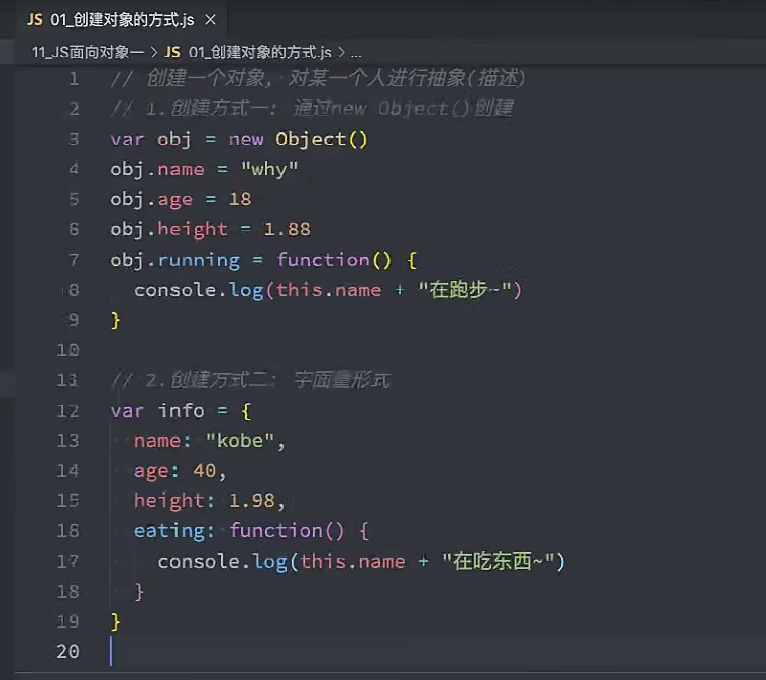 JS 01_创建对象的方式.js ×
11_JS面向对象一 > JS 01_创建对象的方式.js > ...
1 // 创建一个对象, 对某一个人进行抽象(描述)
2 // 1.创建方式一: 通过new Object()创建
3 var obj = new Object()
4 obj.name = "why"
5 obj.age = 18
6 obj.height = 1.88
7 obj.running = function() {
8 console.log(this.name + "在跑步~")
9 }
10
11 // 2.创建方式二: 字面量形式
12 var info = {
13 name: "kobe",
14 age: 40,
15 height: 1.98,
16 eating: function() {
17 console.log(this.name + "在吃东西~")
18 }
19 }
20